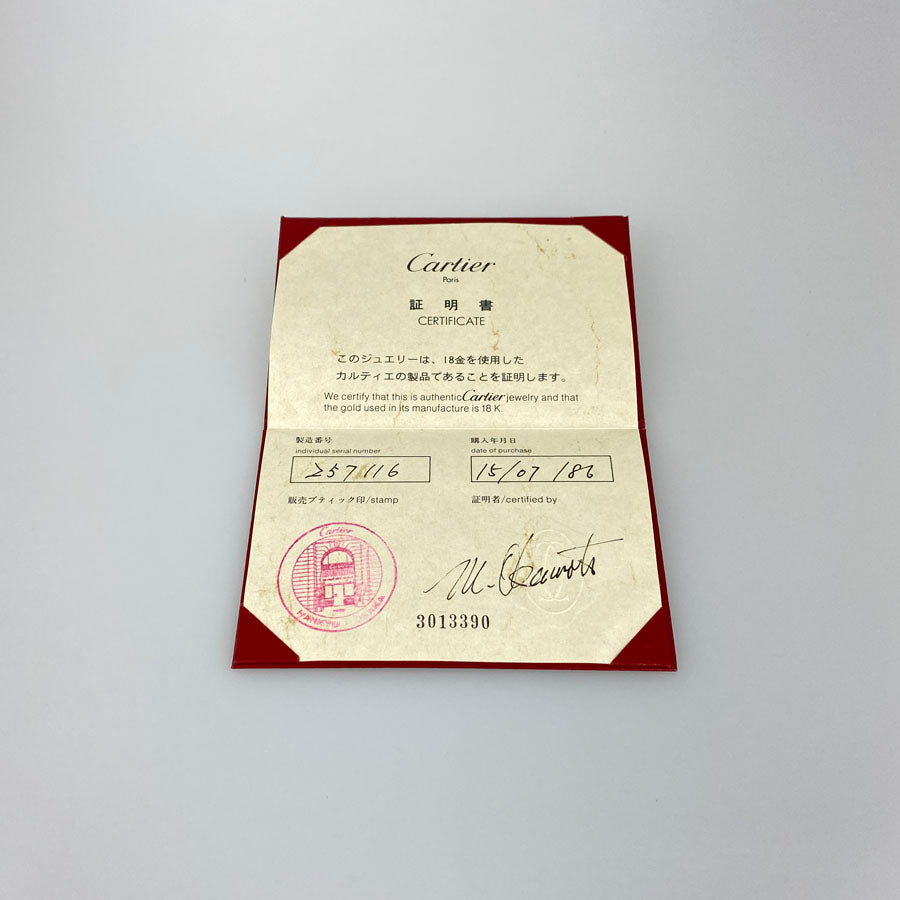 Cartier
Paris
証明書
CERTIFICATE
このジュエリーは、18金を使用した
カルティエの製品であることを証明します。
We certify that this is authentic Cartier jewelry and that
the gold used in its manufacture is 18 K.
製造番号
individual serial number
257116
購入年月日
date of purchase
15/07/86
販売ブティック印/stamp
証明者/certified by
Cartier
Cartier
HANKYU
M. Okamoto
3013390